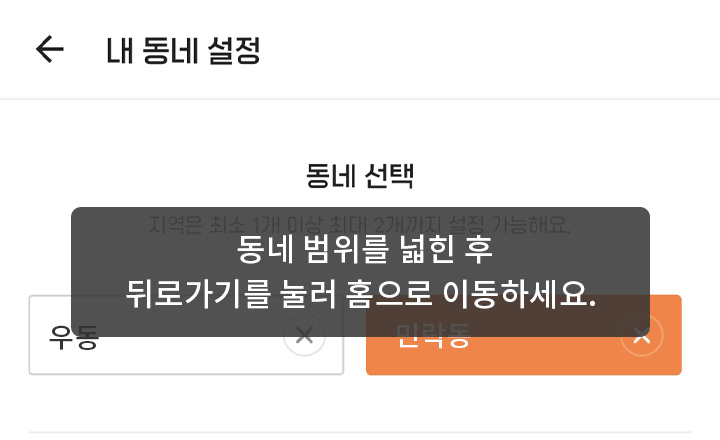 내 동네 설정
동네 선택
지역은 최소 1개 이상 최대 2개까지 설정 가능해요.
동네 범위를 넓힌 후
뒤로가기를 눌러 홈으로 이동하세요.
우동
민락동